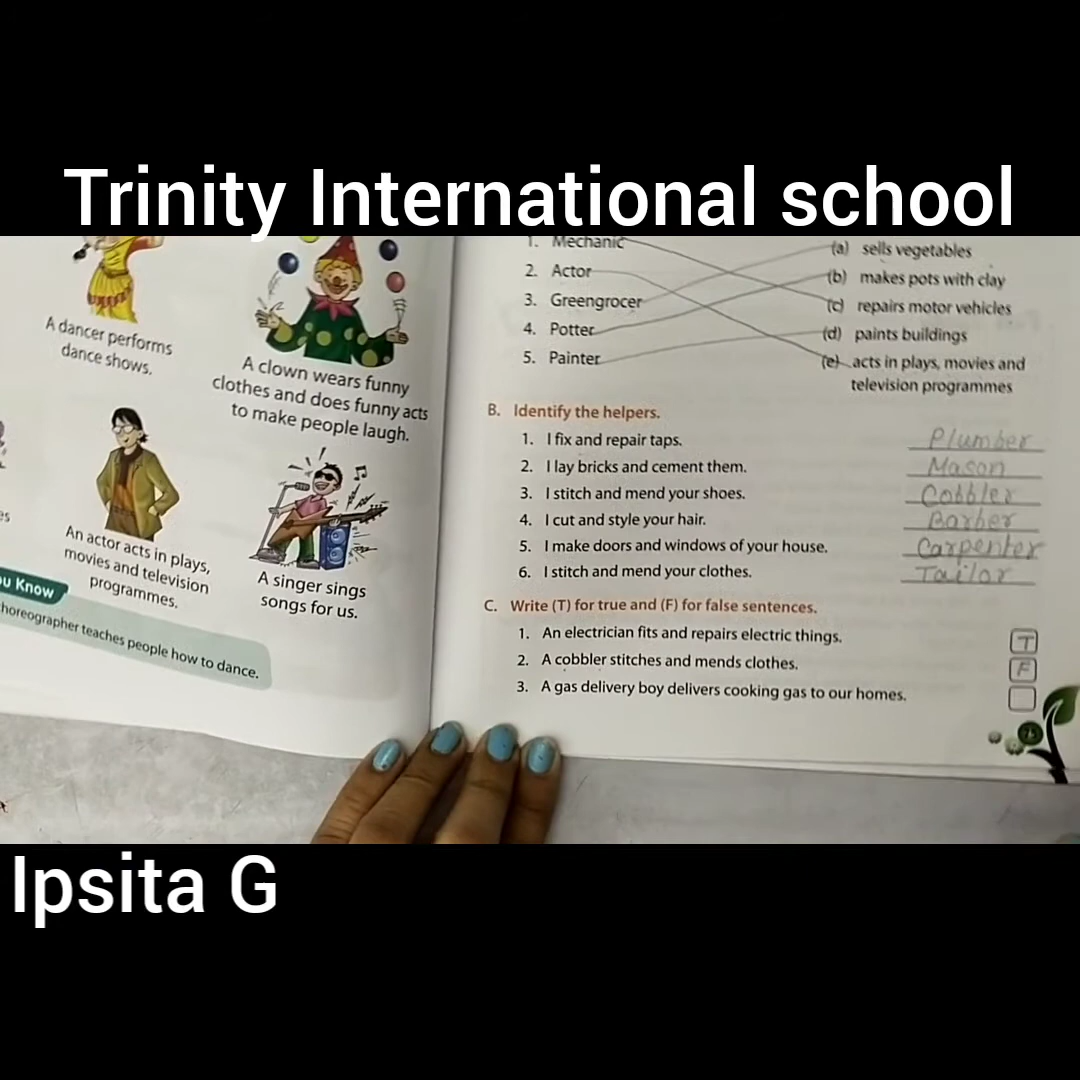 Trinity International school
A dancer performs
dance shows.
A clown wears funny
clothes and does funny acts
to make people laugh.
es
An actor acts in plays,
movies and television
programmes.
A singer sings
songs for us.
ou Know
horeographer teaches people how to dance.
1. Mechanic
2. Actor
3. Greengrocer
4. Potter
5. Painter
(a) sells vegetables
(b) makes pots with clay
(c) repairs motor vehicles
(d) paints buildings
(e) acts in plays, movies and
television programmes
B. Identify the helpers.
1. I fix and repair taps. Plumber
2. I lay bricks and cement them. Mason
3. I stitch and mend your shoes. Cobbler
4. I cut and style your hair. Barber
5. I make doors and windows of your house. Carpenter
6. I stitch and mend your clothes. Tailor
C. Write (T) for true and (F) for false sentences.
1. An electrician fits and repairs electric things. T
2. A cobbler stitches and mends clothes. F
3. A gas delivery boy delivers cooking gas to our homes.
Ipsita G